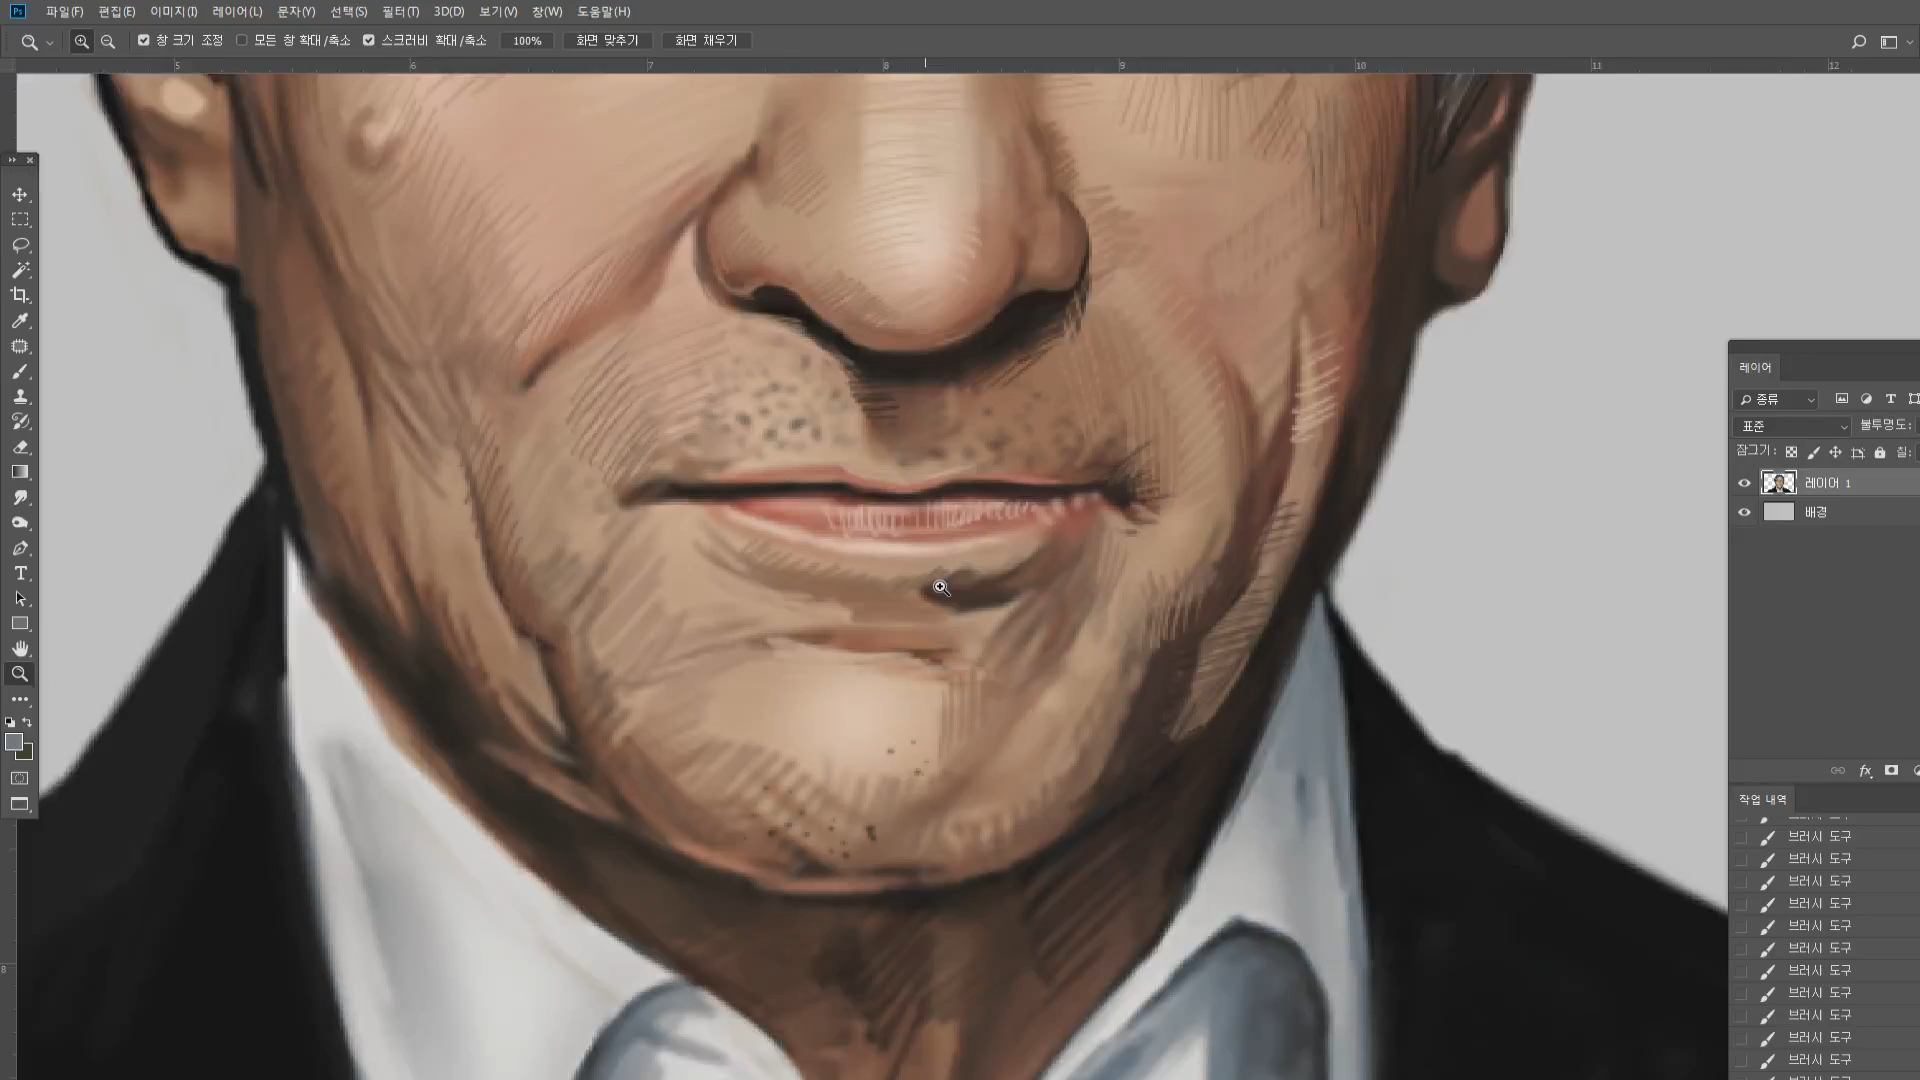 Ps 파일(F) 편집(E) 이미지(I) 레이어(L) 문자(Y) 선택(S) 필터(T) 3D(D) 보기(V) 창(W) 도움말(H)
창 크기 조정 모든 창 확대/축소 스크러비 확대/축소 100% 화면 맞추기 화면 채우기
5 6 7 8 9 10 11 12
레이어
종류
표준 불투명도:
잠그기: 칠:
레이어 1
배경
fx
작업 내역
브러시 도구
브러시 도구
브러시 도구
브러시 도구
브러시 도구
브러시 도구
브러시 도구
브러시 도구
브러시 도구
브러시 도구
브러시 도구
8